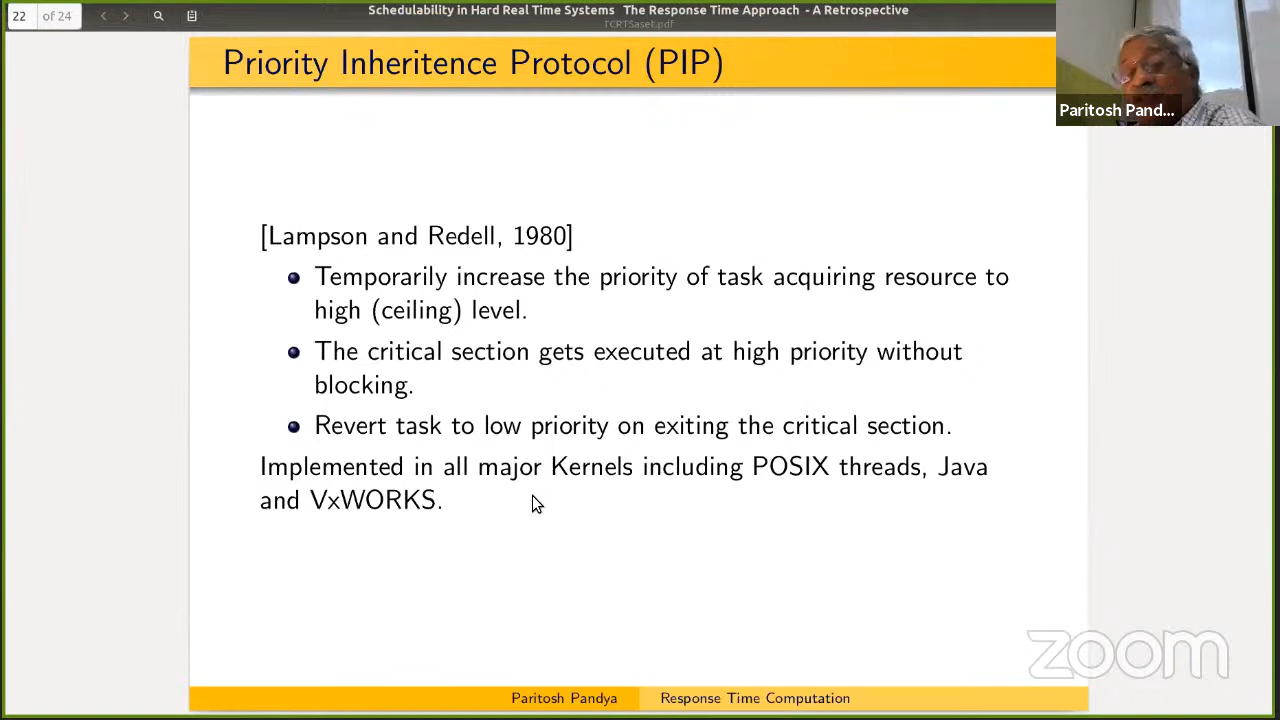 22 of 24
Schedulability in Hard Real Time Systems The Response Time Approach - A Retrospective
TCRTSaset.pdf
Priority Inheritence Protocol (PIP)
Paritosh Pand...
[Lampson and Redell, 1980]
Temporarily increase the priority of task acquiring resource to
high (ceiling) level.
The critical section gets executed at high priority without
blocking.
Revert task to low priority on exiting the critical section.
Implemented in all major Kernels including POSIX threads, Java
and VxWORKS.
zoom
Paritosh Pandya Response Time Computation